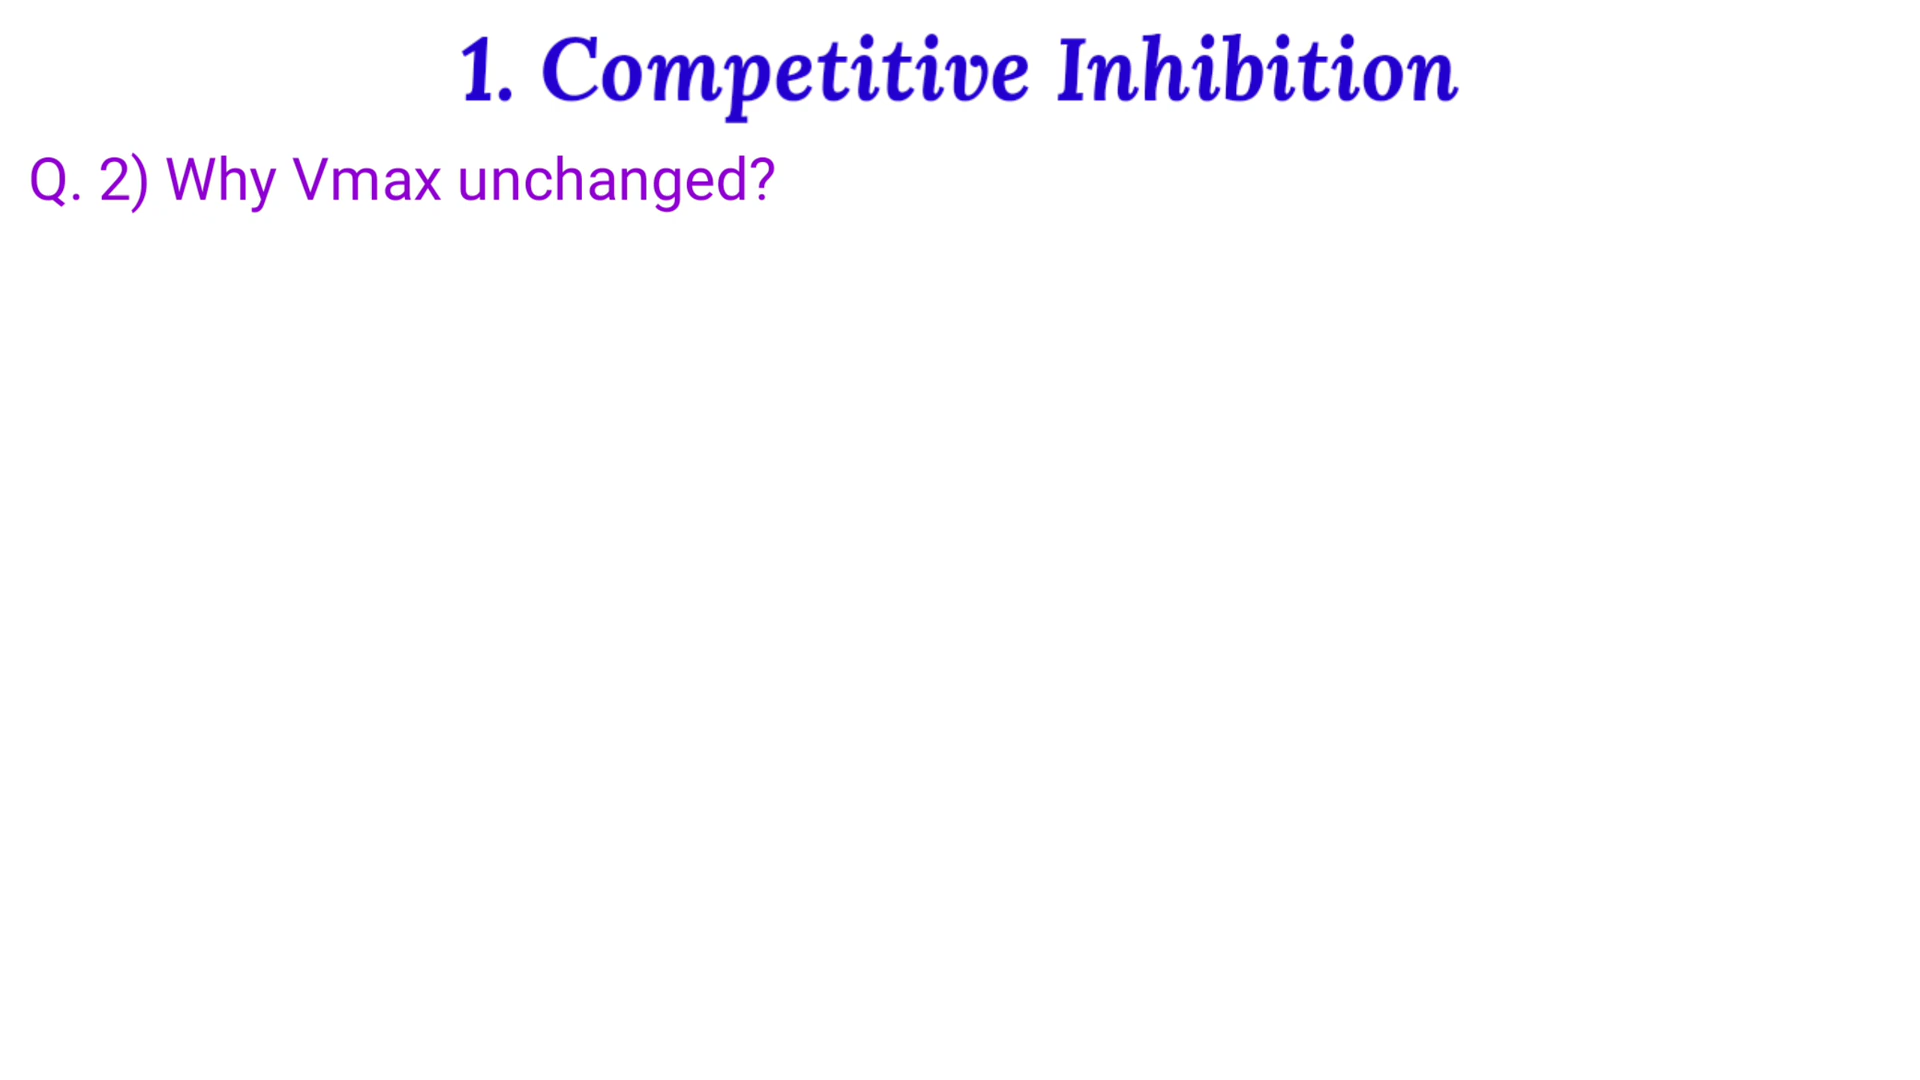 1. Competitive Inhibition
Q. 2) Why Vmax unchanged?